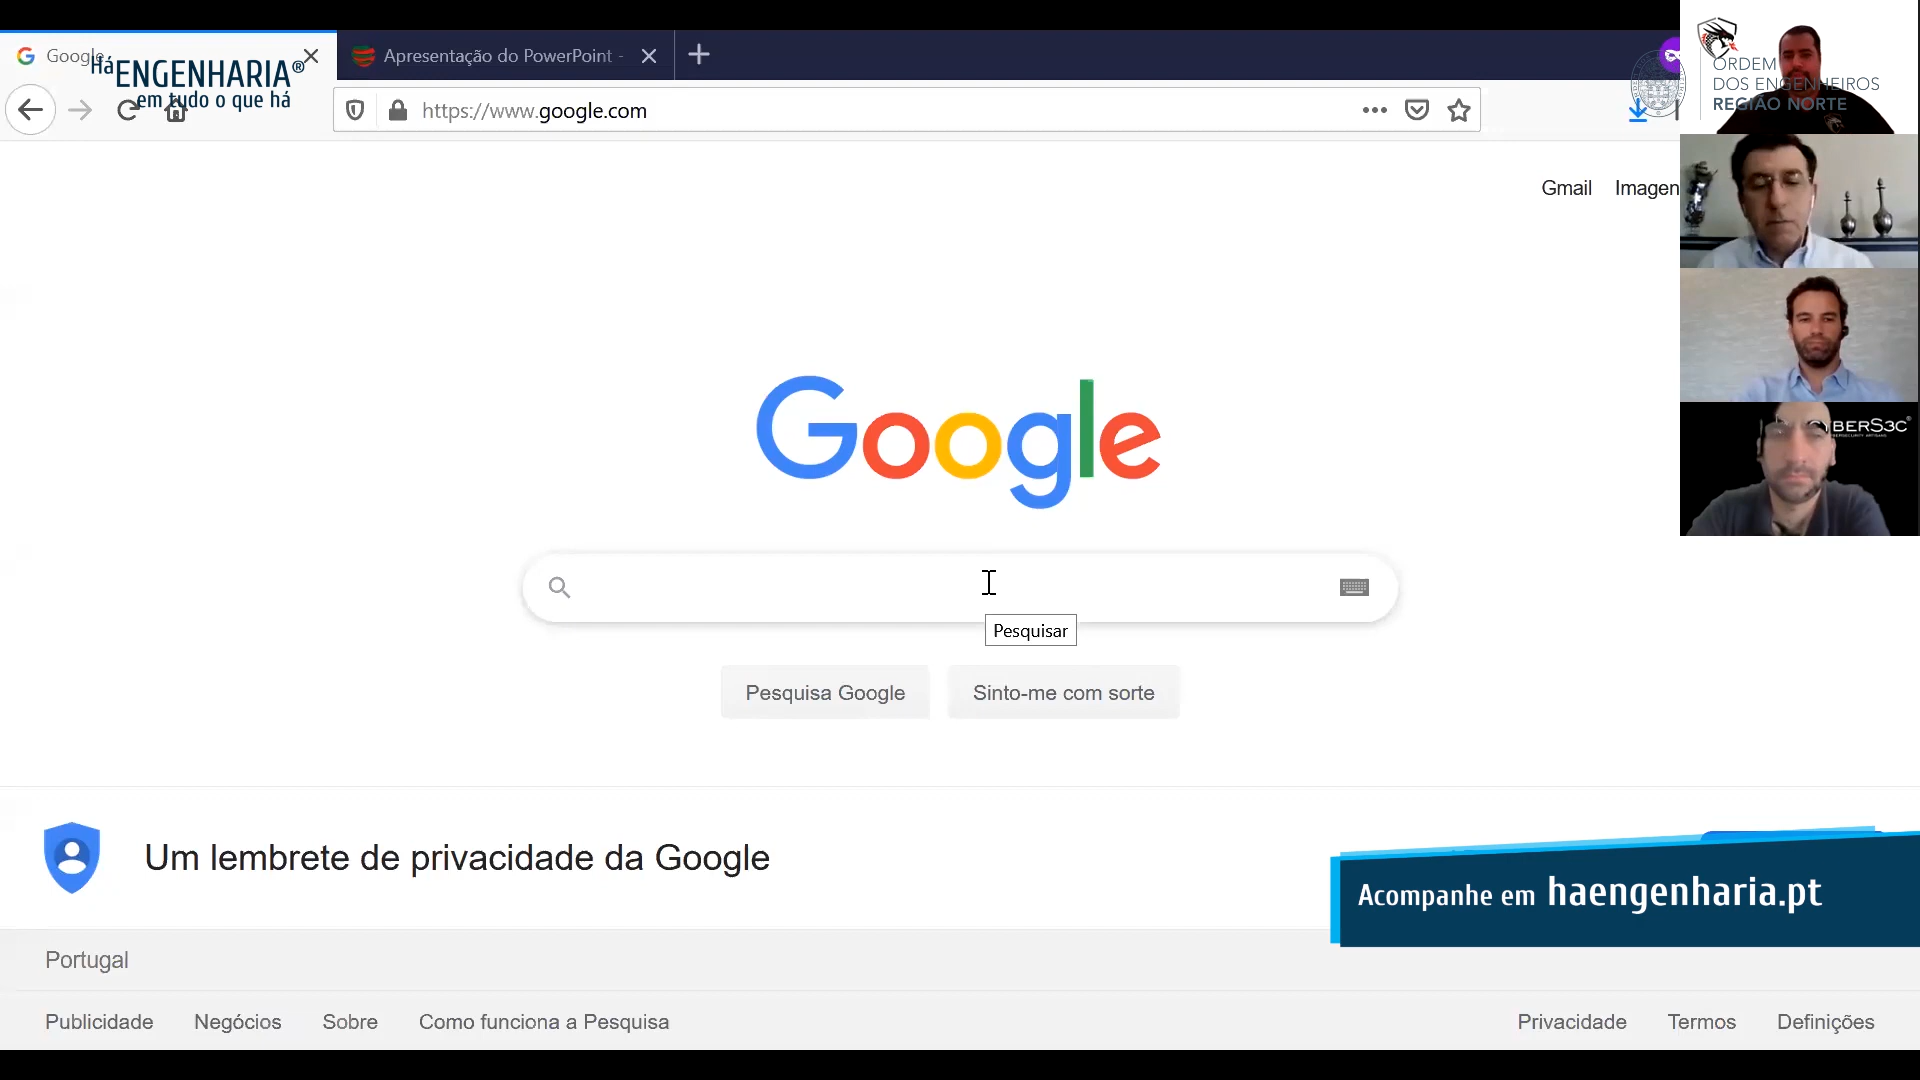 Google
Apresentação do PowerPoint -
HáENGENHARIA®
em tudo o que há
https://www.google.com
ORDEM
DOS ENGENHEIROS
REGIÃO NORTE
Gmail Imagen
Google
CYBERS3C®
Pesquisar
Pesquisa Google
Sinto-me com sorte
Um lembrete de privacidade da Google
Acompanhe em haengenharia.pt
Portugal
Publicidade Negócios Sobre Como funciona a Pesquisa Privacidade Termos Definições